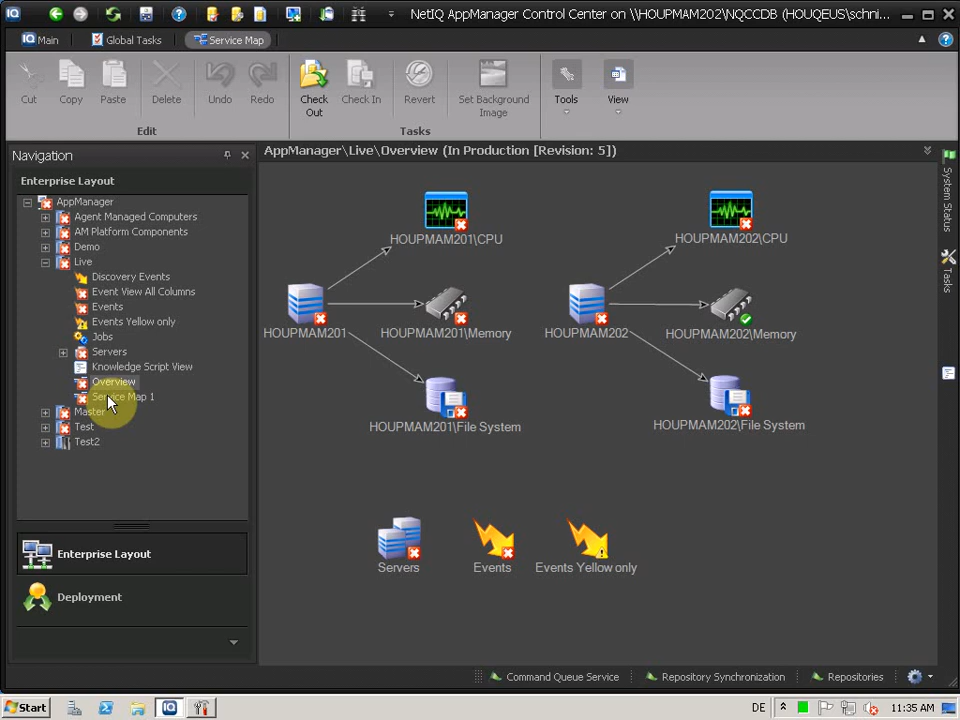 NetIQ AppManager Control Center on \\HOUPMAM202\NQCCDB (HOUQEUS\schni...
Main
Global Tasks
Service Map
Cut
Copy
Paste
Delete
Undo
Redo
Check Out
Check In
Revert
Set Background Image
Tools
View
Edit
Tasks
Navigation
AppManager\Live\Overview (In Production [Revision: 5])
Enterprise Layout
AppManager
Agent Managed Computers
AM Platform Components
Demo
Live
Discovery Events
Event View All Columns
Events
Events Yellow only
Jobs
Servers
Knowledge Script View
Overview
Service Map 1
Master
Test
Test2
Enterprise Layout
Deployment
HOUPMAM201\CPU
HOUPMAM202\CPU
HOUPMAM201
HOUPMAM201\Memory
HOUPMAM202
HOUPMAM202\Memory
HOUPMAM201\File System
HOUPMAM202\File System
Servers
Events
Events Yellow only
System Status
Tasks
Command Queue Service
Repository Synchronization
Repositories
Start
DE
11:35 AM